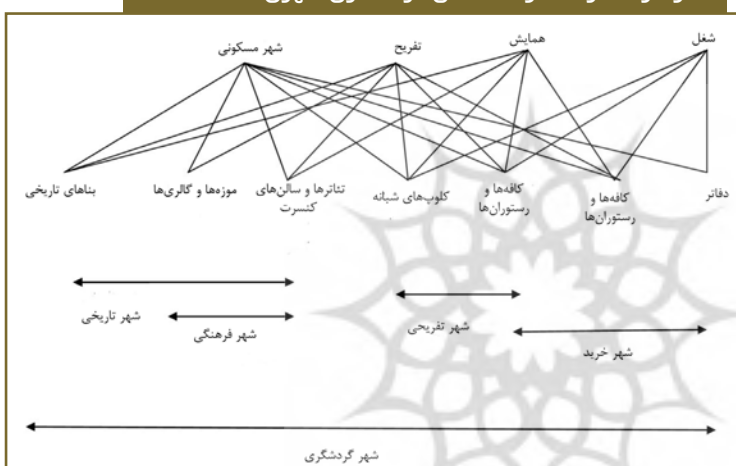 شهر مسکونی
تفریح
همایش
شغل
بناهای تاریخی
موزه‌ها و گالری‌ها
تئاترها و سالن‌های
کنسرت
کلوپ‌های شبانه
کافه‌ها و
رستوران‌ها
کافه‌ها و
رستوران‌ها
دفاتر
شهر تاریخی
شهر فرهنگی
شهر تفریحی
شهر خرید
شهر گردشگری